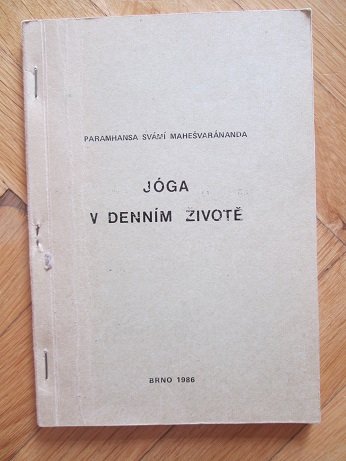 PARAMHANSA SVÁMÍ MAHEŠVARÁNANDA
JÓGA
V DENNÍM ŽIVOTĚ
BRNO 1986